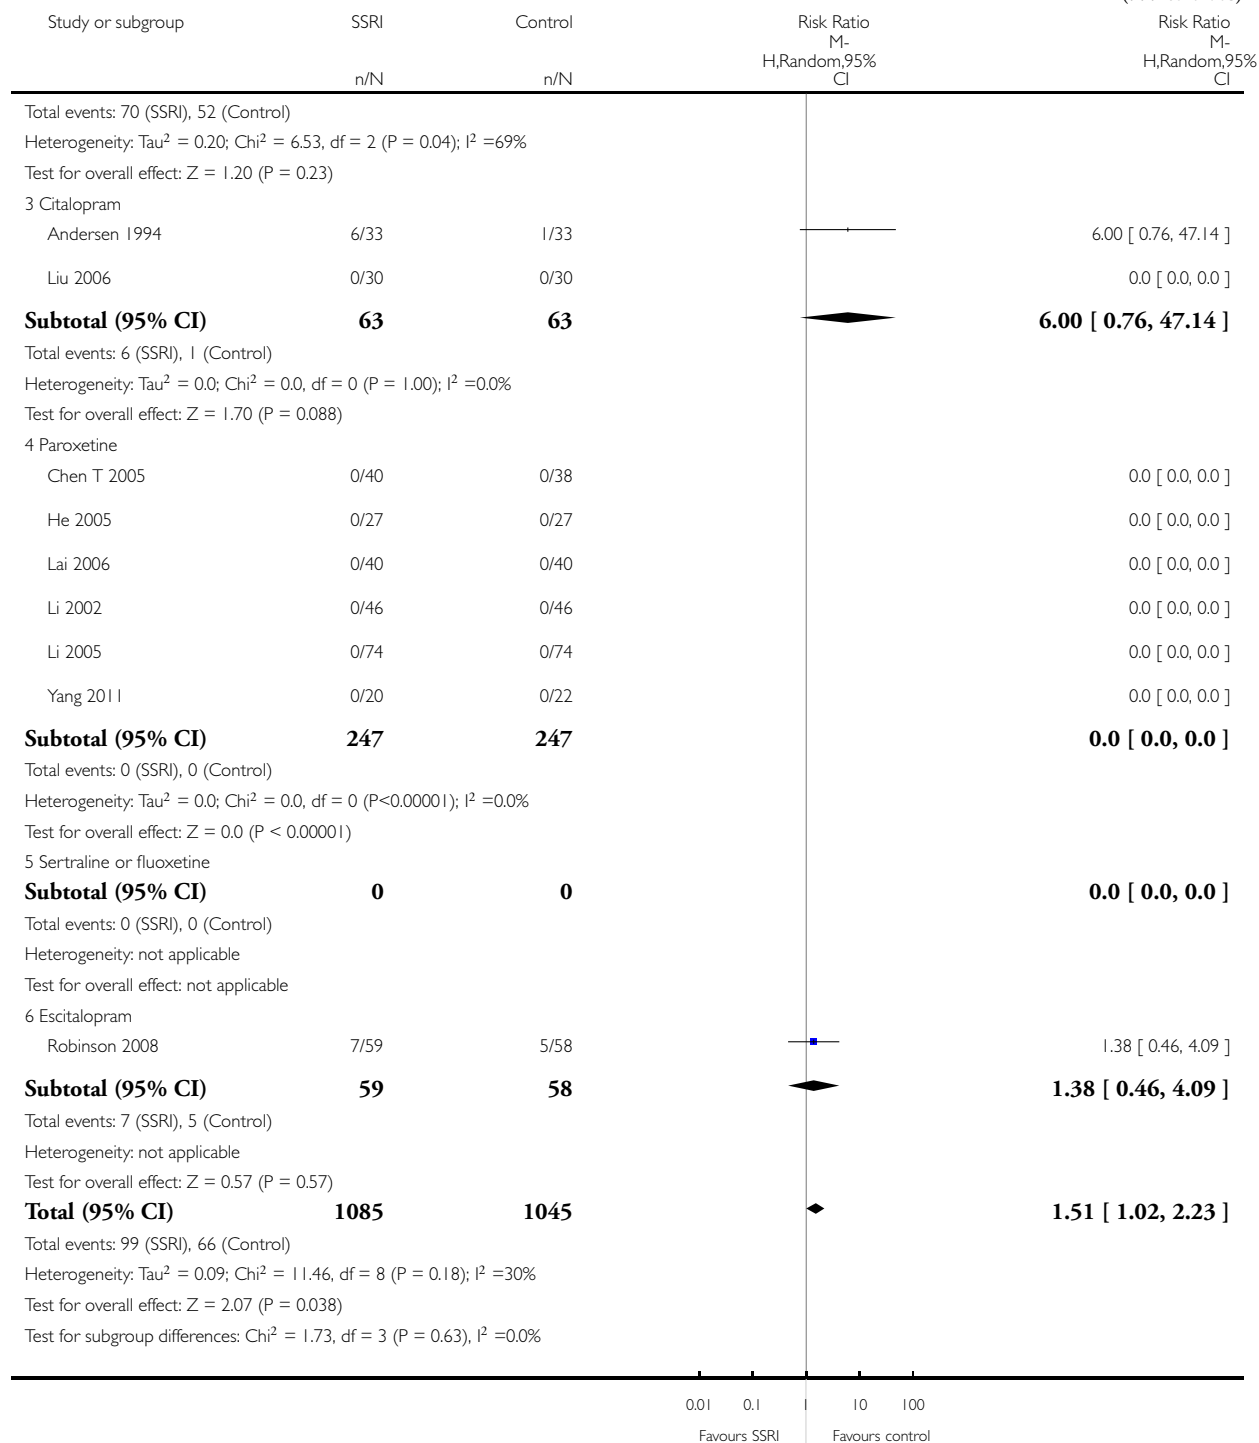 Study or subgroup SSRI Control Risk Ratio Risk Ratio
M- M-
H,Random,95% H,Random,95%
n/N n/N CI CI
Total events: 70 (SSRI), 52 (Control)
Heterogeneity: Tau² = 0.20; Chi² = 6.53, df = 2 (P = 0.04); I² =69%
Test for overall effect: Z = 1.20 (P = 0.23)
3 Citalopram
Andersen 1994 6/33 1/33 6.00 [ 0.76, 47.14 ]
Liu 2006 0/30 0/30 0.0 [ 0.0, 0.0 ]
Subtotal (95% CI) 63 63 6.00 [ 0.76, 47.14 ]
Total events: 6 (SSRI), 1 (Control)
Heterogeneity: Tau² = 0.0; Chi² = 0.0, df = 0 (P = 1.00); I² =0.0%
Test for overall effect: Z = 1.70 (P = 0.088)
4 Paroxetine
Chen T 2005 0/40 0/38 0.0 [ 0.0, 0.0 ]
He 2005 0/27 0/27 0.0 [ 0.0, 0.0 ]
Lai 2006 0/40 0/40 0.0 [ 0.0, 0.0 ]
Li 2002 0/46 0/46 0.0 [ 0.0, 0.0 ]
Li 2005 0/74 0/74 0.0 [ 0.0, 0.0 ]
Yang 2011 0/20 0/22 0.0 [ 0.0, 0.0 ]
Subtotal (95% CI) 247 247 0.0 [ 0.0, 0.0 ]
Total events: 0 (SSRI), 0 (Control)
Heterogeneity: Tau² = 0.0; Chi² = 0.0, df = 0 (P<0.00001); I² =0.0%
Test for overall effect: Z = 0.0 (P < 0.00001)
5 Sertraline or fluoxetine
Subtotal (95% CI) 0 0 0.0 [ 0.0, 0.0 ]
Total events: 0 (SSRI), 0 (Control)
Heterogeneity: not applicable
Test for overall effect: not applicable
6 Escitalopram
Robinson 2008 7/59 5/58 1.38 [ 0.46, 4.09 ]
Subtotal (95% CI) 59 58 1.38 [ 0.46, 4.09 ]
Total events: 7 (SSRI), 5 (Control)
Heterogeneity: not applicable
Test for overall effect: Z = 0.57 (P = 0.57)
Total (95% CI) 1085 1045 1.51 [ 1.02, 2.23 ]
Total events: 99 (SSRI), 66 (Control)
Heterogeneity: Tau² = 0.09; Chi² = 11.46, df = 8 (P = 0.18); I² =30%
Test for overall effect: Z = 2.07 (P = 0.038)
Test for subgroup differences: Chi² = 1.73, df = 3 (P = 0.63), I² =0.0%
0.01 0.1 1 10 100
Favours SSRI Favours control